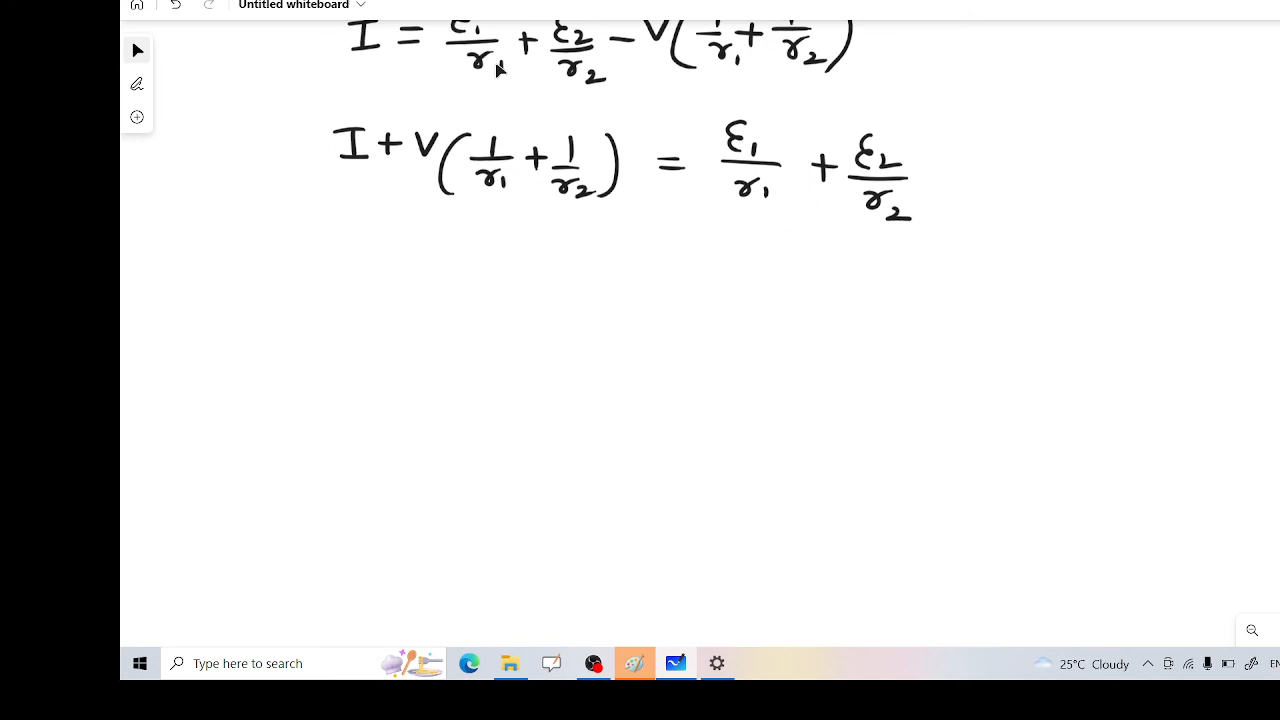 Untitled whiteboard
I = ε₁/r₁ + ε₂/r₂ − V(1/r₁ + 1/r₂)
I + V(1/r₁ + 1/r₂) = ε₁/r₁ + ε₂/r₂
Type here to search
25°C Cloudy